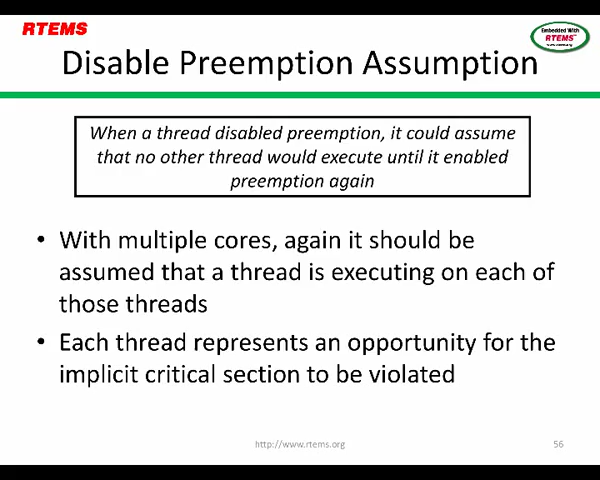 RTEMS
Embedded With
RTEMS
www.rtems.org
Disable Preemption Assumption
When a thread disabled preemption, it could assume
that no other thread would execute until it enabled
preemption again
• With multiple cores, again it should be
assumed that a thread is executing on each of
those threads
• Each thread represents an opportunity for the
implicit critical section to be violated
http://www.rtems.org
56